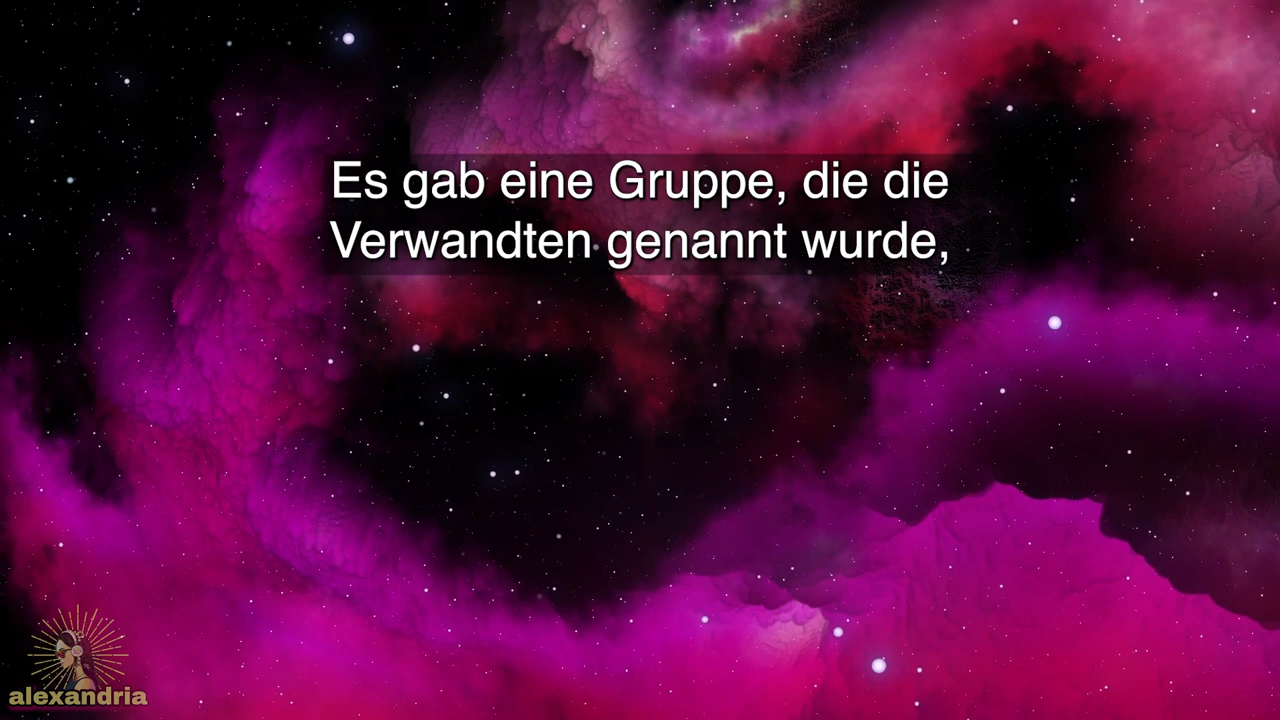 Es gab eine Gruppe, die die
Verwandten genannt wurde,
alexandria